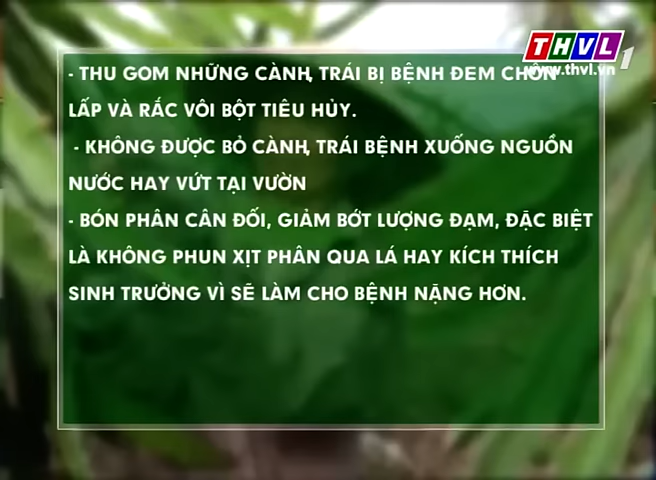 THVL1
www.thvl.vn
- THU GOM NHỮNG CÀNH, TRÁI BỊ BỆNH ĐEM CHÔN
LẤP VÀ RẮC VÔI BỘT TIÊU HỦY.
- KHÔNG ĐƯỢC BỎ CÀNH, TRÁI BỆNH XUỐNG NGUỒN
NƯỚC HAY VỨT TẠI VƯỜN
- BÓN PHÂN CÂN ĐỐI, GIẢM BỚT LƯỢNG ĐẠM, ĐẶC BIỆT
LÀ KHÔNG PHUN XỊT PHÂN QUA LÁ HAY KÍCH THÍCH
SINH TRƯỞNG VÌ SẼ LÀM CHO BỆNH NẶNG HƠN.